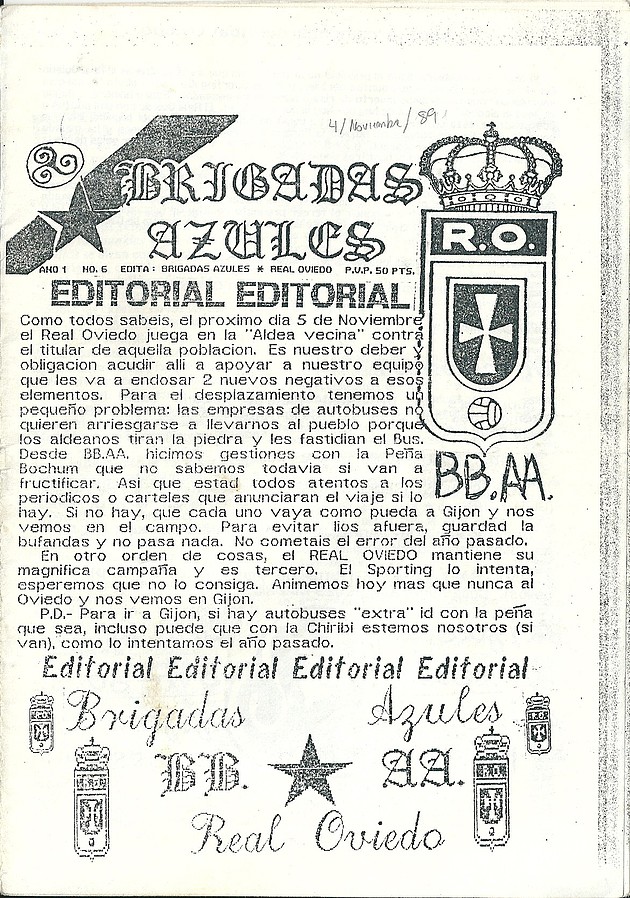 4/Noviembre/89
BRIGADAS
AZULES
R.O.
AÑO 1 NO. 6 EDITA: BRIGADAS AZULES * REAL OVIEDO P.V.P. 50 PTS.
EDITORIAL EDITORIAL
Como todos sabeis, el proximo dia 5 de Noviembre
el Real Oviedo juega en la "Aldea vecina" contra
el titular de aquella poblacion. Es nuestro deber y
obligacion acudir alli a apoyar a nuestro equipo
que les va a endosar 2 nuevos negativos a esos
elementos. Para el desplazamiento tenemos un
pequeño problema: las empresas de autobuses no
quieren arriesgarse a llevarnos al pueblo porque
los aldeanos tiran la piedra y les fastidian el Bus.
Desde BB.AA. hicimos gestiones con la Peña
Bochum que no sabemos todavia si van a
fructificar. Asi que estad todos atentos a los
periodicos o carteles que anunciaran el viaje si lo
hay. Si no hay, que cada uno vaya como pueda a Gijon y nos
vemos en el campo. Para evitar lios afuera, guardad la
bufandas y no pasa nada. No cometais el error del año pasado.
En otro orden de cosas, el REAL OVIEDO mantiene su
magnifica campaña y es tercero. El Sporting lo intenta,
esperemos que no lo consiga. Animemos hoy mas que nunca al
Oviedo y nos vemos en Gijon.
P.D.- Para ir a Gijon, si hay autobuses "extra" id con la peña
que sea, incluso puede que con la Chiribi estemos nosotros (si
van), como lo intentamos el año pasado.
BB.AA.
Editorial Editorial Editorial Editorial
Brigadas Azules
BB. AA.
R.O.
R.O.
R.O.
R.O.
Real Oviedo